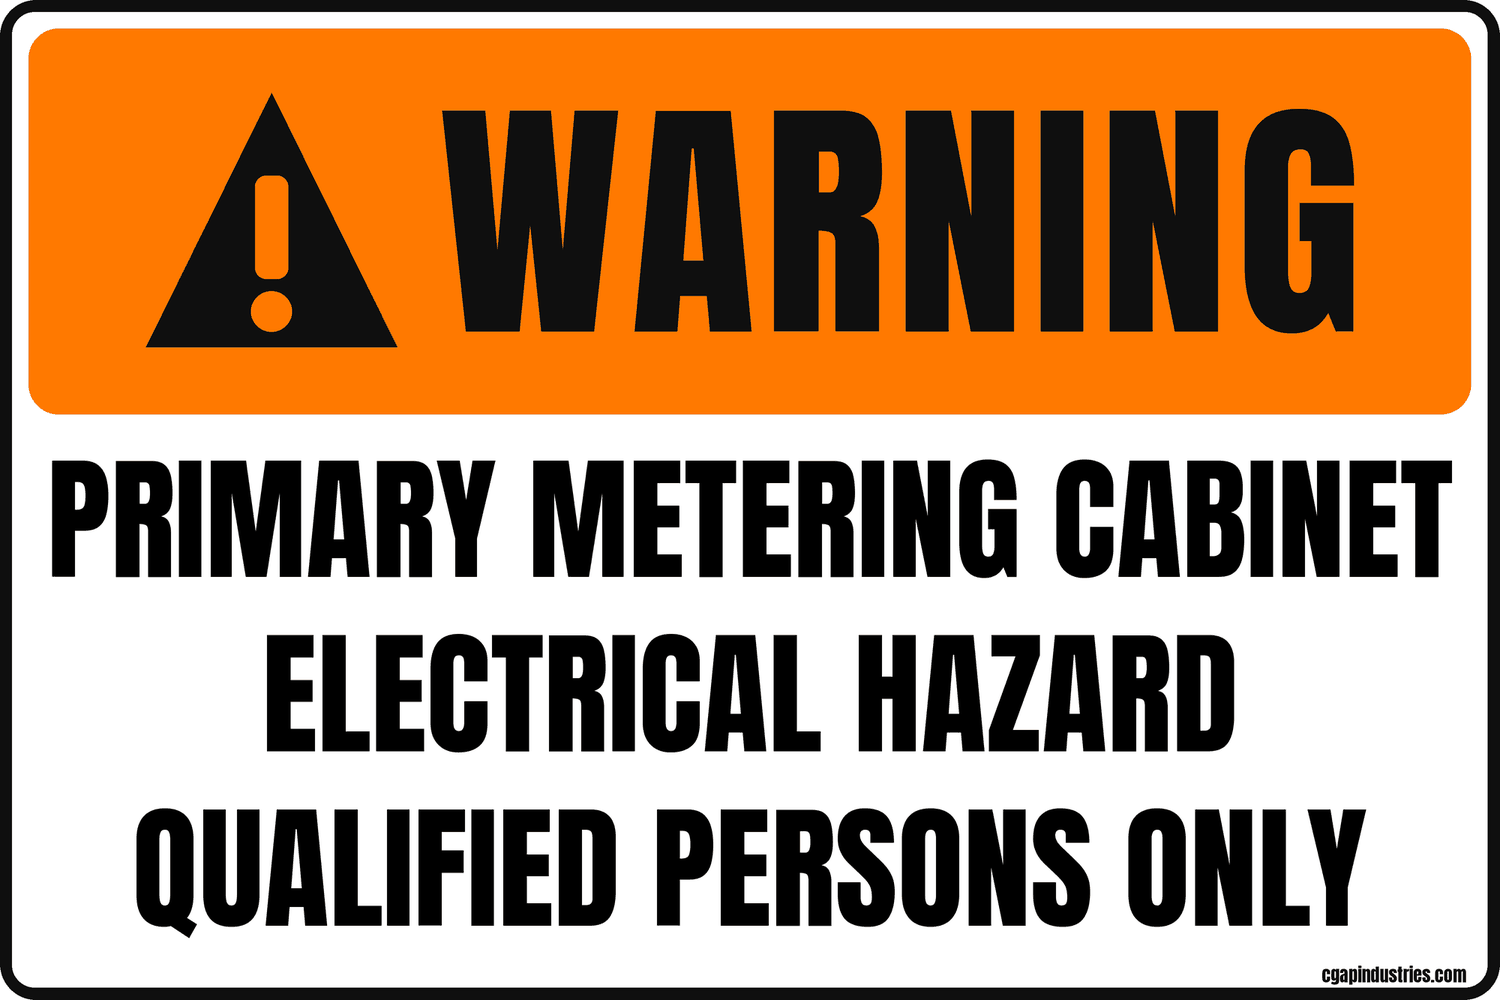 WARNING
PRIMARY METERING CABINET
ELECTRICAL HAZARD
QUALIFIED PERSONS ONLY
cgapindustries.com